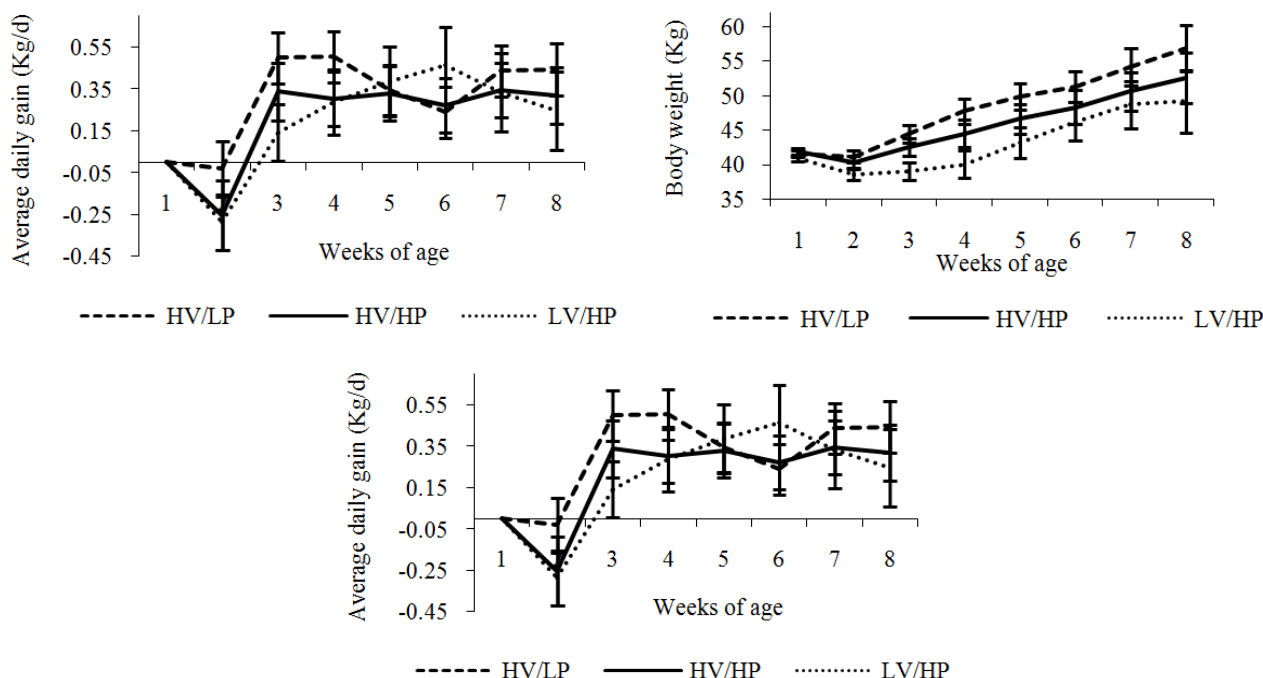 Average daily gain (Kg/d)
0.55
0.35
0.15
-0.05
-0.25
-0.45
1 3 4 5 6 7 8
Weeks of age
HV/LP HV/HP LV/HP
Body weight (Kg)
60
55
50
45
40
35
1 2 3 4 5 6 7 8
Weeks of age
HV/LP HV/HP LV/HP
Average daily gain (Kg/d)
0.55
0.35
0.15
-0.05
-0.25
-0.45
1 3 4 5 6 7 8
Weeks of age
HV/LP HV/HP LV/HP